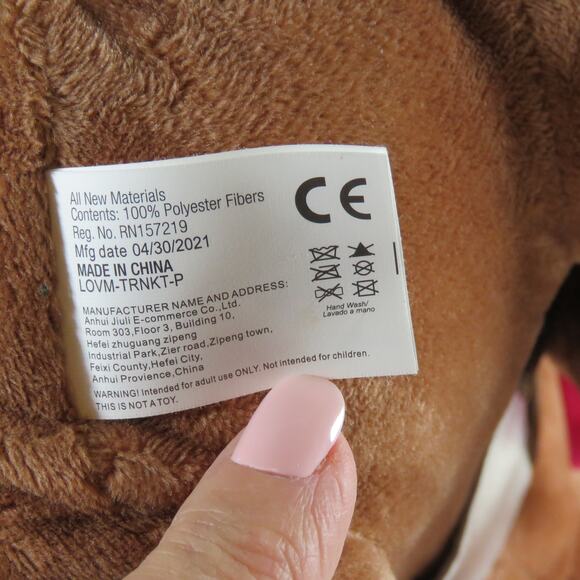 All New Materials
Contents: 100% Polyester Fibers
Reg. No. RN157219
Mfg date 04/30/2021
MADE IN CHINA
LOVM-TRNKT-P
MANUFACTURER NAME AND ADDRESS:
Anhui Jiuli E-commerce Co.,Ltd.
Room 303,Floor 3, Building 10,
Hefei zhuguang zipeng
Industrial Park,Zier road,Zipeng town,
Feixi County,Hefei City,
Anhui Provience,China
WARNING! Intended for adult use ONLY. Not intended for children.
THIS IS NOT A TOY.
CE
Hand Wash/
Lavado a mano